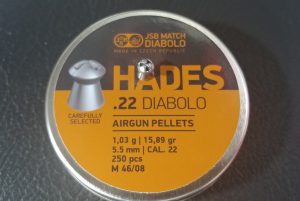 JSB MATCH
DIABOLO
MADE IN CZECH REPUBLIC
HADES
.22 DIABOLO
CAREFULLY
SELECTED
AIRGUN PELLETS
1,03 g | 15,89 gr
5.5 mm | CAL. 22
250 pcs
M 46/08